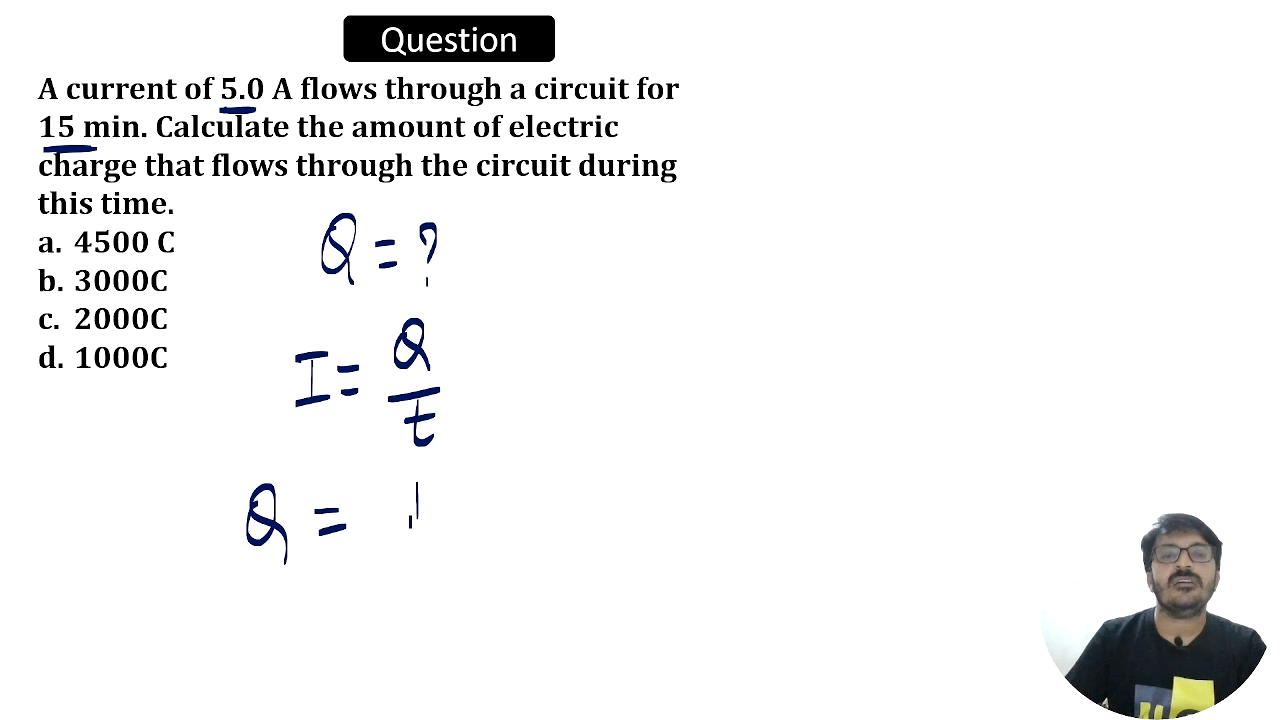 Question
A current of 5.0 A flows through a circuit for
15 min. Calculate the amount of electric
charge that flows through the circuit during
this time.
a. 4500 C
b. 3000C
c. 2000C
d. 1000C
Q = ?
I = Q
t
Q =